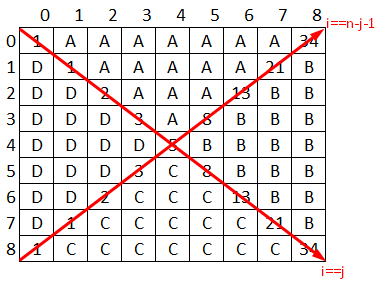 0 1 2 3 4 5 6 7 8
i==n-j-1
0 1 A A A A A A A 34
1 D 1 A A A A A 21 B
2 D D 2 A A A 13 B B
3 D D D 3 A 8 B B B
4 D D D D 5 B B B B
5 D D D 3 C 8 B B B
6 D D 2 C C C 13 B B
7 D 1 C C C C C 21 B
8 1 C C C C C C C 34
i==j